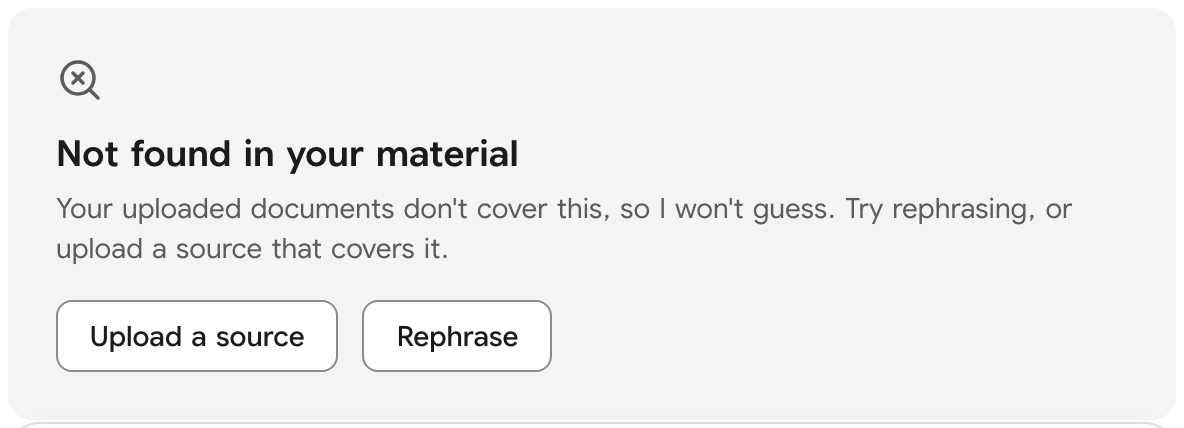 Not found in your material
Your uploaded documents don't cover this, so I won't guess. Try rephrasing, or
upload a source that covers it.
Upload a source
Rephrase